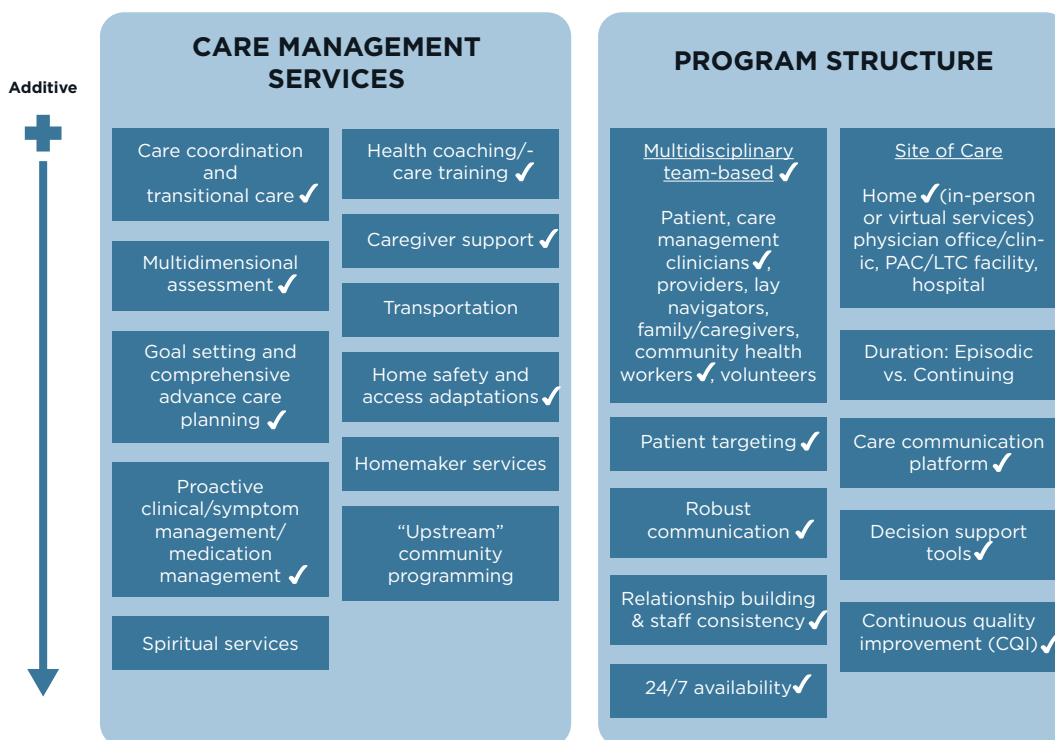 Additive
CARE MANAGEMENT
SERVICES
Care coordination
and
transitional care ✓
Multidimensional
assessment ✓
Goal setting and
comprehensive
advance care
planning ✓
Proactive
clinical/symptom
management/
medication
management ✓
Spiritual services
Health coaching/-
care training ✓
Caregiver support ✓
Transportation
Home safety and
access adaptations ✓
Homemaker services
“Upstream”
community
programming
PROGRAM STRUCTURE
Multidisciplinary
team-based ✓
Patient, care
management
clinicians ✓,
providers, lay
navigators,
family/caregivers,
community health
workers ✓, volunteers
Patient targeting ✓
Robust
communication ✓
Relationship building
& staff consistency ✓
24/7 availability ✓
Site of Care
Home ✓ (in-person
or virtual services)
physician office/clin-
ic, PAC/LTC facility,
hospital
Duration: Episodic
vs. Continuing
Care communication
platform ✓
Decision support
tools ✓
Continuous quality
improvement (CQI) ✓